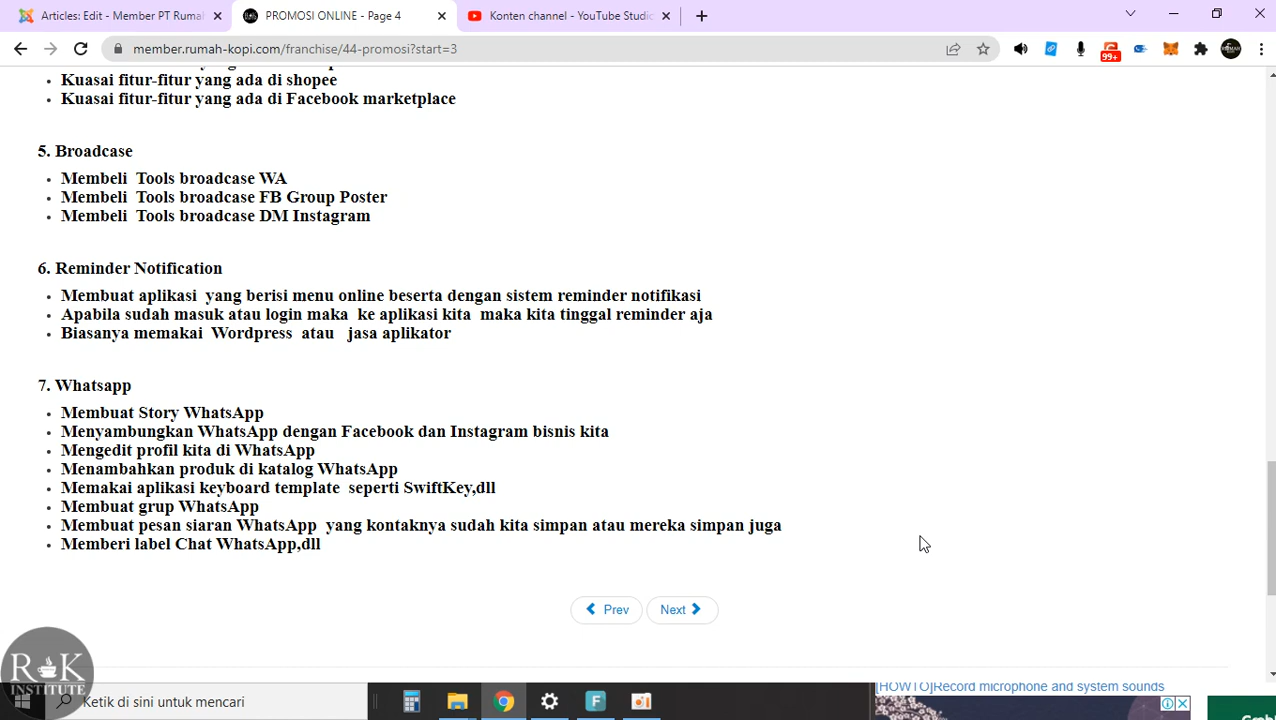 Articles: Edit - Member PT Rumah
PROMOSI ONLINE - Page 4
Konten channel - YouTube Studio
member.rumah-kopi.com/franchise/44-promosi?start=3
99+
Kuasai fitur-fitur yang ada di shopee
Kuasai fitur-fitur yang ada di Facebook marketplace
5. Broadcase
Membeli Tools broadcase WA
Membeli Tools broadcase FB Group Poster
Membeli Tools broadcase DM Instagram
6. Reminder Notification
Membuat aplikasi yang berisi menu online beserta dengan sistem reminder notifikasi
Apabila sudah masuk atau login maka ke aplikasi kita maka kita tinggal reminder aja
Biasanya memakai Wordpress atau jasa aplikator
7. Whatsapp
Membuat Story WhatsApp
Menyambungkan WhatsApp dengan Facebook dan Instagram bisnis kita
Mengedit profil kita di WhatsApp
Menambahkan produk di katalog WhatsApp
Memakai aplikasi keyboard template seperti SwiftKey,dll
Membuat grup WhatsApp
Membuat pesan siaran WhatsApp yang kontaknya sudah kita simpan atau mereka simpan juga
Memberi label Chat WhatsApp,dll
Prev
Next
R K
INSTITUTE
Ketik di sini untuk mencari
F
[HOWTO]Record microphone and system sounds